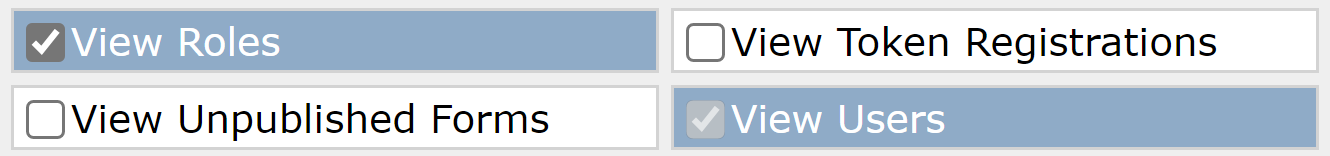 View Roles
View Token Registrations
View Unpublished Forms
View Users